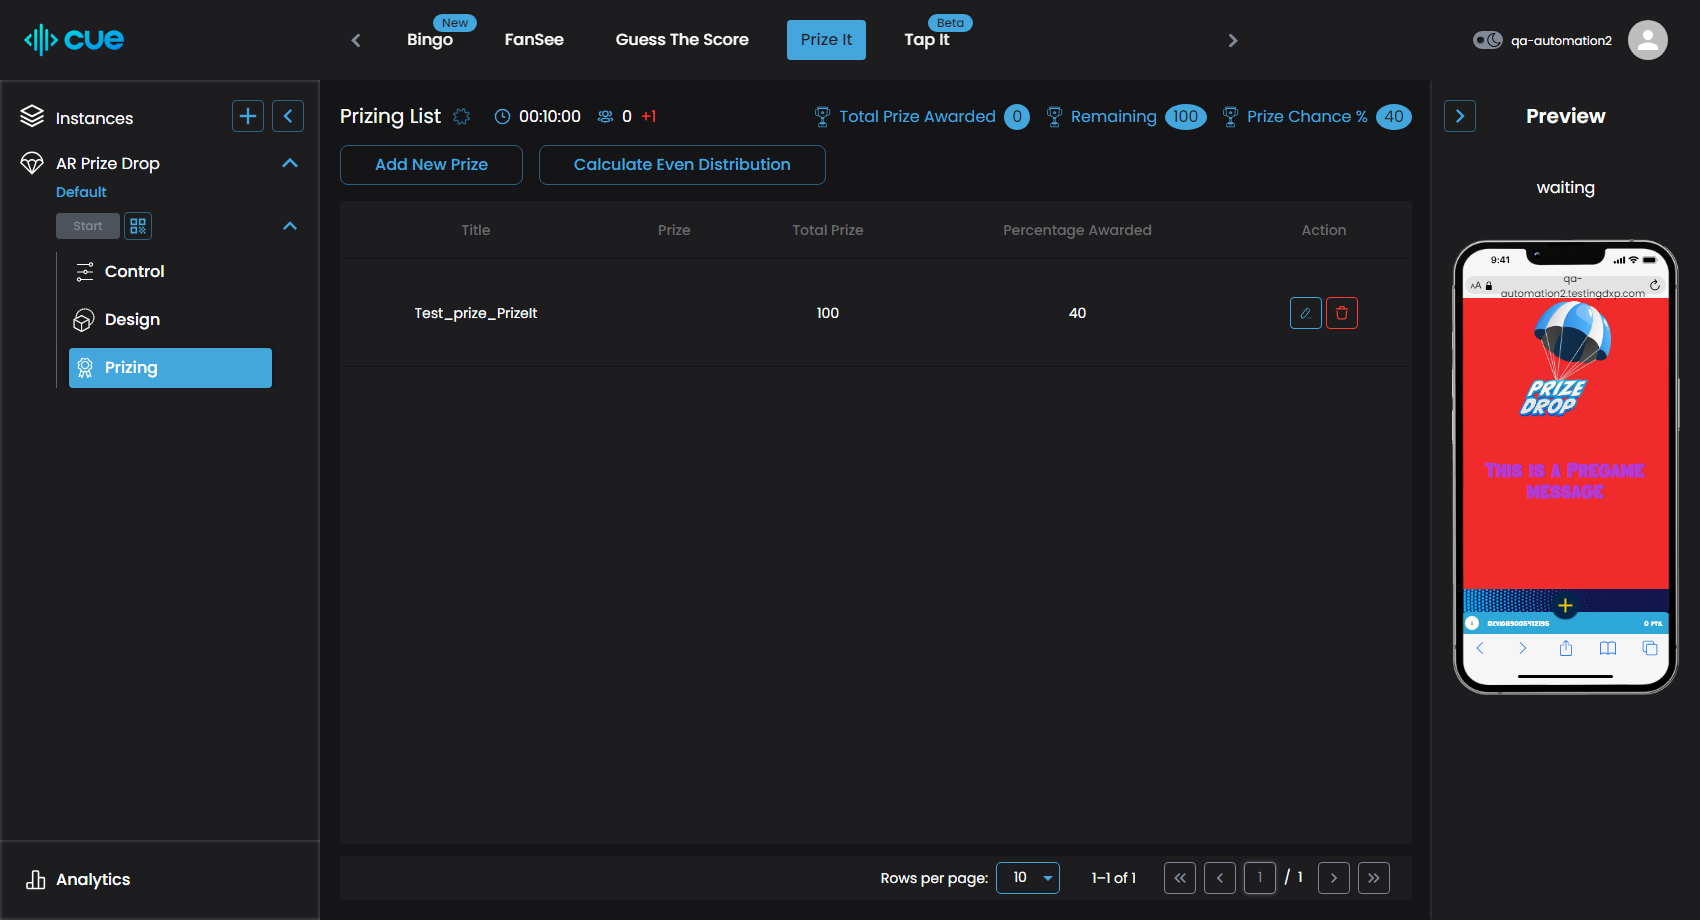 cue
New
Bingo
FanSee
Guess The Score
Prize It
Beta
Tap It
qa-automation2
Instances
AR Prize Drop
Default
Start
Control
Design
Prizing
Analytics
Prizing List
00:10:00
0 +1
Total Prize Awarded 0
Remaining 100
Prize Chance % 40
Add New Prize
Calculate Even Distribution
Title Prize Total Prize Percentage Awarded Action
Test_prize_PrizeIt 100 40
Rows per page: 10 1–1 of 1 1 / 1
Preview
waiting
9:41
AA
qa-
automation2.testingdxp.com
PRIZE
DROP
This is a Pregame
message
0 PTS.